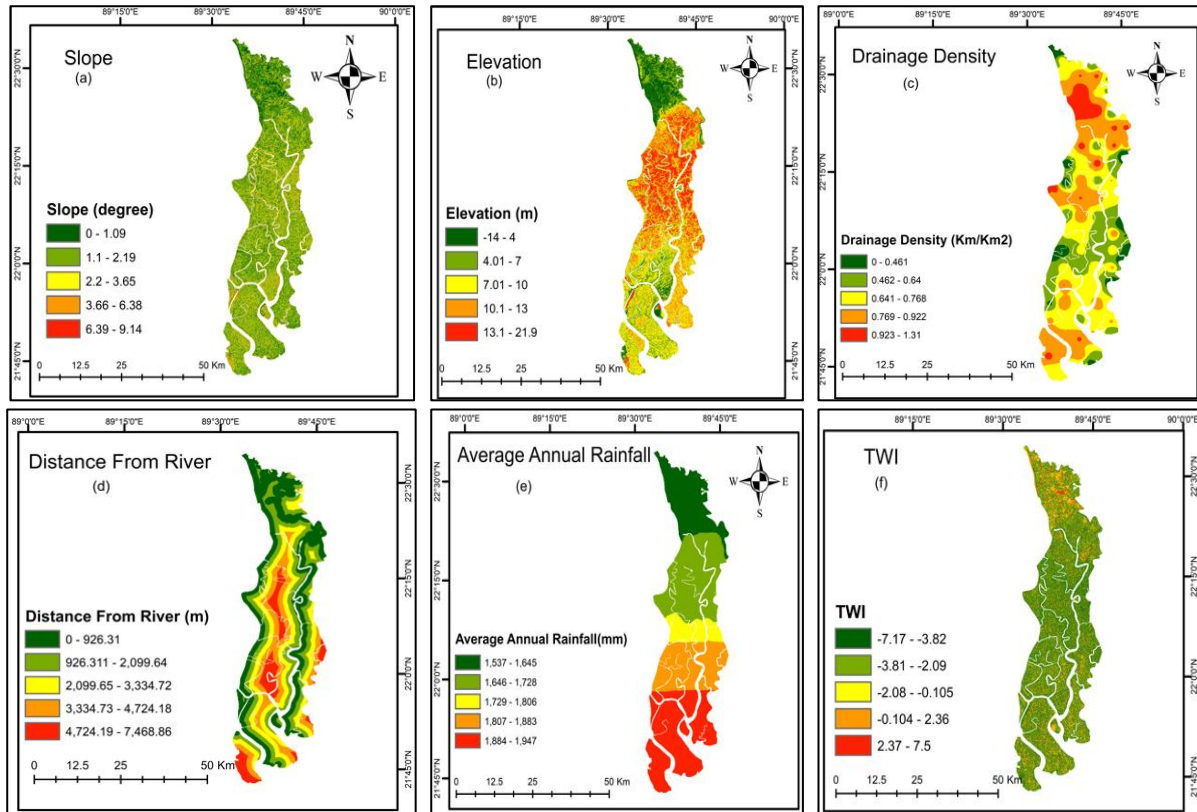 89°0'0"E 89°15'0"E 89°30'0"E 89°45'0"E 90°0'0"E
Slope
(a)
N
W E
S
22°30'0"N
22°15'0"N
22°0'0"N
21°45'0"N
Slope (degree)
0 - 1.09
1.1 - 2.19
2.2 - 3.65
3.66 - 6.38
6.39 - 9.14
0 12.5 25 50 Km
89°0'0"E 89°15'0"E 89°30'0"E 89°45'0"E 90°0'0"E
Elevation
(b)
N
W E
S
22°30'0"N
22°15'0"N
22°0'0"N
21°45'0"N
Elevation (m)
-14 - 4
4.01 - 7
7.01 - 10
10.1 - 13
13.1 - 21.9
0 12.5 25 50 Km
89°0'0"E 89°15'0"E 89°30'0"E 89°45'0"E
Drainage Density
(c)
N
W E
S
22°30'0"N
22°15'0"N
22°0'0"N
21°45'0"N
Drainage Density (Km/Km2)
0 - 0.461
0.462 - 0.64
0.641 - 0.768
0.769 - 0.922
0.923 - 1.31
0 12.5 25 50 Km
89°0'0"E 89°15'0"E 89°30'0"E 89°45'0"E
Distance From River
(d)
22°30'0"N
22°15'0"N
22°0'0"N
21°45'0"N
Distance From River (m)
0 - 926.31
926.311 - 2,099.64
2,099.65 - 3,334.72
3,334.73 - 4,724.18
4,724.19 - 7,468.86
0 12.5 25 50 Km
89°0'0"E 89°15'0"E 89°30'0"E 89°45'0"E
Average Annual Rainfall
(e)
N
W E
S
22°30'0"N
22°15'0"N
22°0'0"N
21°45'0"N
Average Annual Rainfall(mm)
1,537 - 1,645
1,646 - 1,728
1,729 - 1,806
1,807 - 1,883
1,884 - 1,947
0 12.5 25 50 Km
89°0'0"E 89°15'0"E 89°30'0"E 89°45'0"E 90°0'0"E
TWI
(f)
22°30'0"N
22°15'0"N
22°0'0"N
21°45'0"N
TWI
-7.17 - -3.82
-3.81 - -2.09
-2.08 - -0.105
-0.104 - 2.36
2.37 - 7.5
0 12.5 25 50 Km